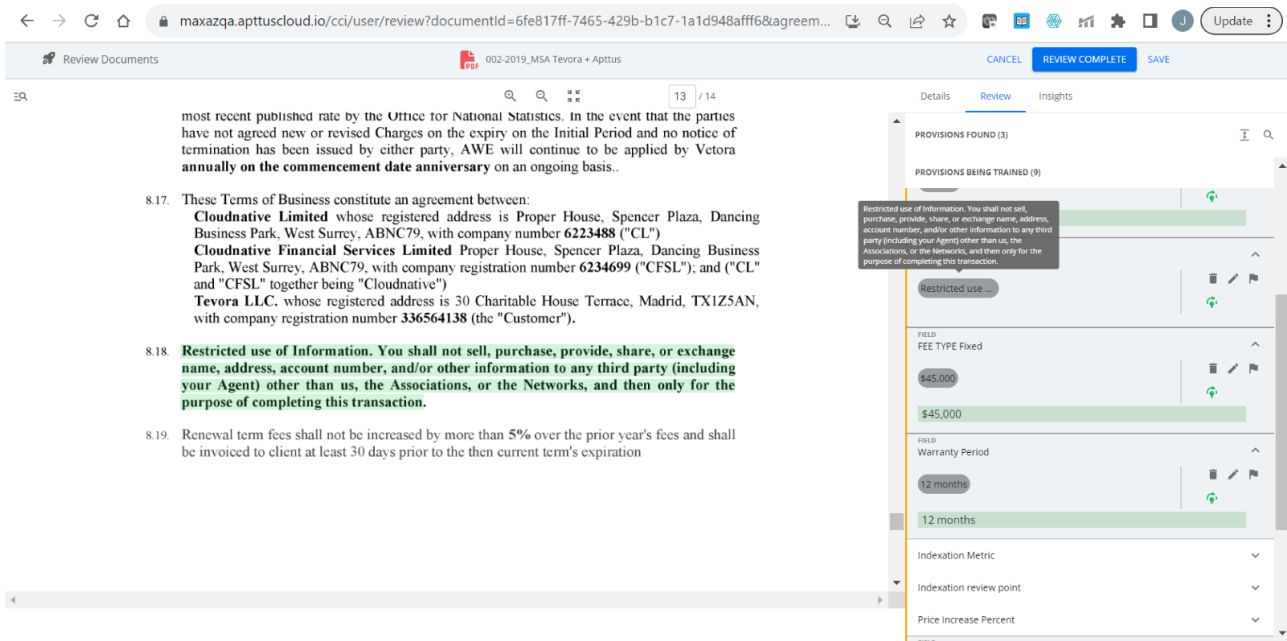 maxazqa.apttuscloud.io/cci/user/review?documentId=6fe817ff-7465-429b-b1c7-1a1d948afff6&agreem...
J
Update
Review Documents
PDF
002-2019_MSA Tevora + Apttus
CANCEL
REVIEW COMPLETE
SAVE
13 / 14
most recent published rate by the Office for National Statistics. In the event that the parties
have not agreed new or revised Charges on the expiry on the Initial Period and no notice of
termination has been issued by either party, AWE will continue to be applied by Vetora
annually on the commencement date anniversary on an ongoing basis..
8.17. These Terms of Business constitute an agreement between:
Cloudnative Limited whose registered address is Proper House, Spencer Plaza, Dancing
Business Park, West Surrey, ABNC79, with company number 6223488 ("CL")
Cloudnative Financial Services Limited Proper House, Spencer Plaza, Dancing Business
Park, West Surrey, ABNC79, with company registration number 6234699 ("CFSL"); and ("CL"
and "CFSL" together being "Cloudnative")
Tevora LLC. whose registered address is 30 Charitable House Terrace, Madrid, TX1Z5AN,
with company registration number 336564138 (the "Customer").
8.18. Restricted use of Information. You shall not sell, purchase, provide, share, or exchange
name, address, account number, and/or other information to any third party (including
your Agent) other than us, the Associations, or the Networks, and then only for the
purpose of completing this transaction.
8.19. Renewal term fees shall not be increased by more than 5% over the prior year's fees and shall
be invoiced to client at least 30 days prior to the then current term's expiration
Details
Review
Insights
PROVISIONS FOUND (3)
PROVISIONS BEING TRAINED (9)
Restricted use of Information. You shall not sell,
purchase, provide, share, or exchange name, address,
account number, and/or other information to any third
party (including your Agent) other than us, the
Associations, or the Networks, and then only for the
purpose of completing this transaction.
Restricted use ...
FIELD
FEE TYPE Fixed
$45,000
$45,000
FIELD
Warranty Period
12 months
12 months
Indexation Metric
Indexation review point
Price Increase Percent